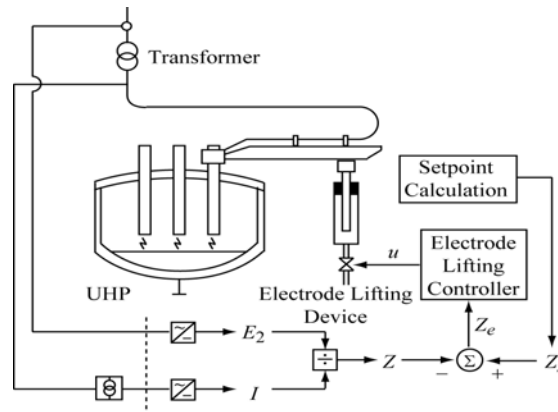 Transformer
Setpoint
Calculation
UHP
Electrode Lifting
Device
u
Electrode
Lifting
Controller
Z_e
E_2
÷
Z
−
Σ
+
I